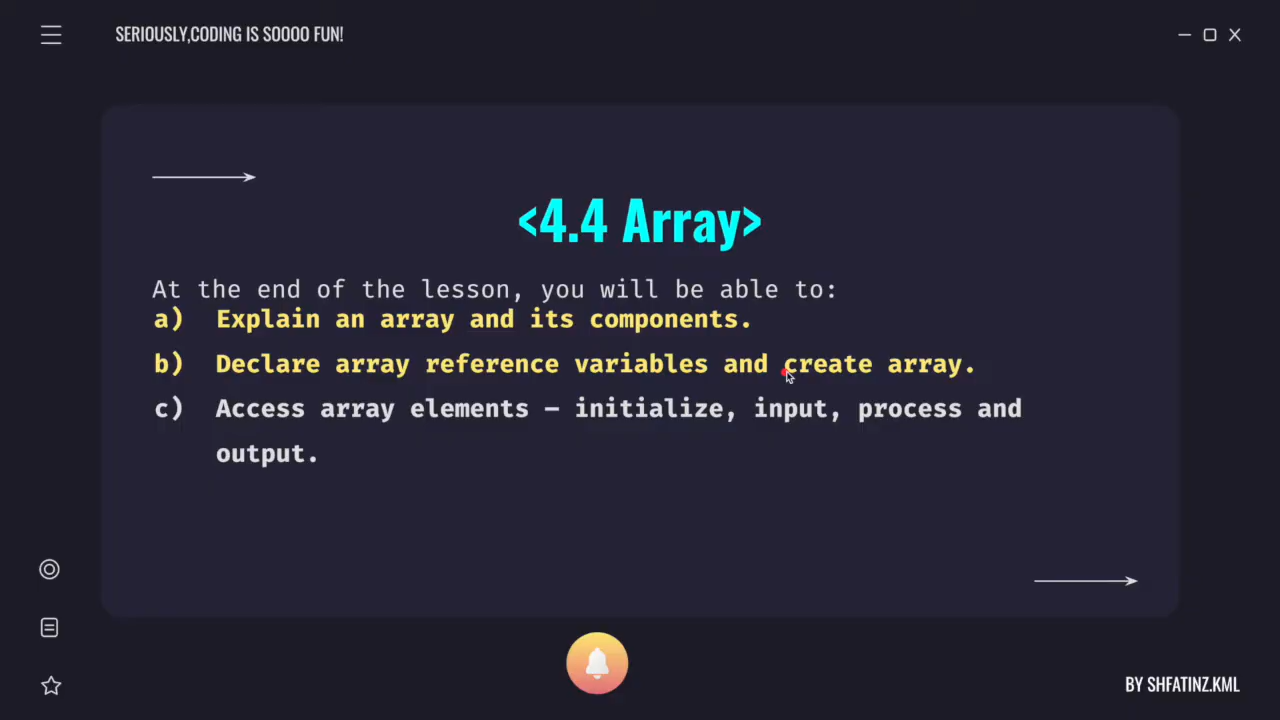 SERIOUSLY,CODING IS SOOOO FUN!
<4.4 Array>
At the end of the lesson, you will be able to:
a) Explain an array and its components.
b) Declare array reference variables and create array.
c) Access array elements – initialize, input, process and
output.
BY SHFATINZ.KML